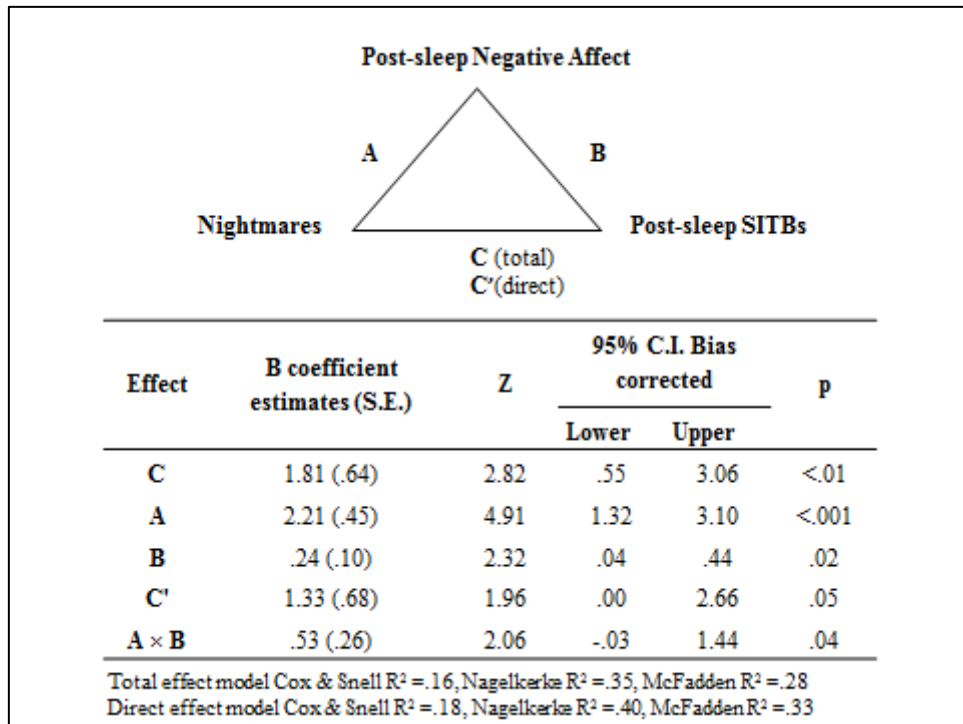 Post-sleep Negative Affect
A B
Nightmares Post-sleep SITBs
C (total)
C'(direct)
Effect B coefficient estimates (S.E.) Z 95% C.I. Bias corrected p
Lower Upper
C 1.81 (.64) 2.82 .55 3.06 <.01
A 2.21 (.45) 4.91 1.32 3.10 <.001
B .24 (.10) 2.32 .04 .44 .02
C' 1.33 (.68) 1.96 .00 2.66 .05
A × B .53 (.26) 2.06 -.03 1.44 .04
Total effect model Cox & Snell R² =.16, Nagelkerke R² =.35, McFadden R² =.28
Direct effect model Cox & Snell R² =.18, Nagelkerke R² =.40, McFadden R² =.33